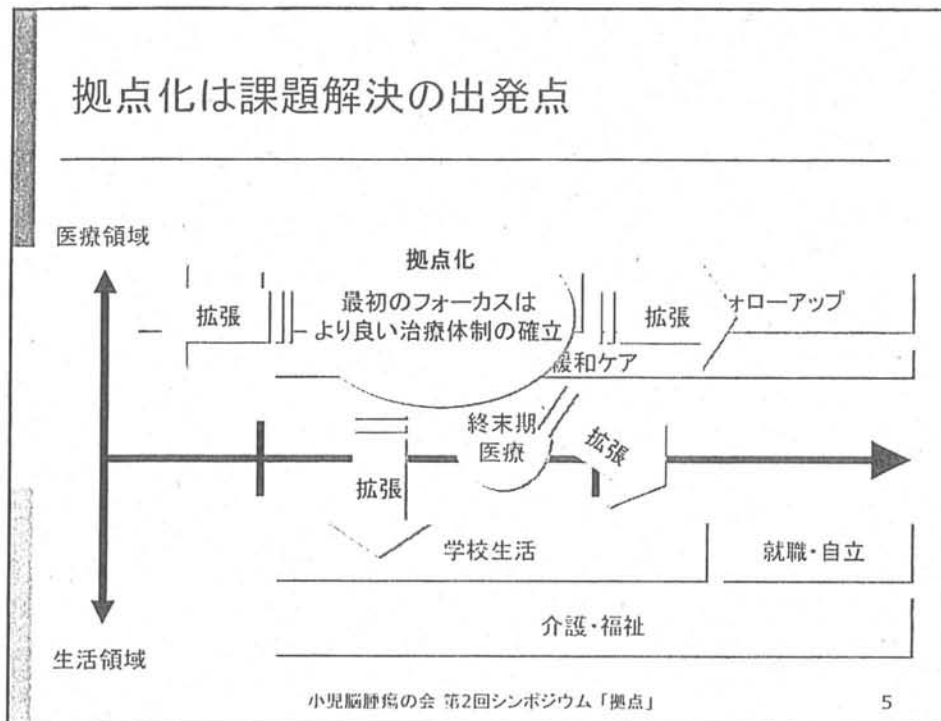 拠点化は課題解決の出発点
医療領域
拠点化
最初のフォーカスは
より良い治療体制の確立
拡張
拡張
ォローアップ
緩和ケア
終末期
医療
拡張
拡張
学校生活
就職・自立
介護・福祉
生活領域
小児脳腫瘍の会 第2回シンポジウム「拠点」
5